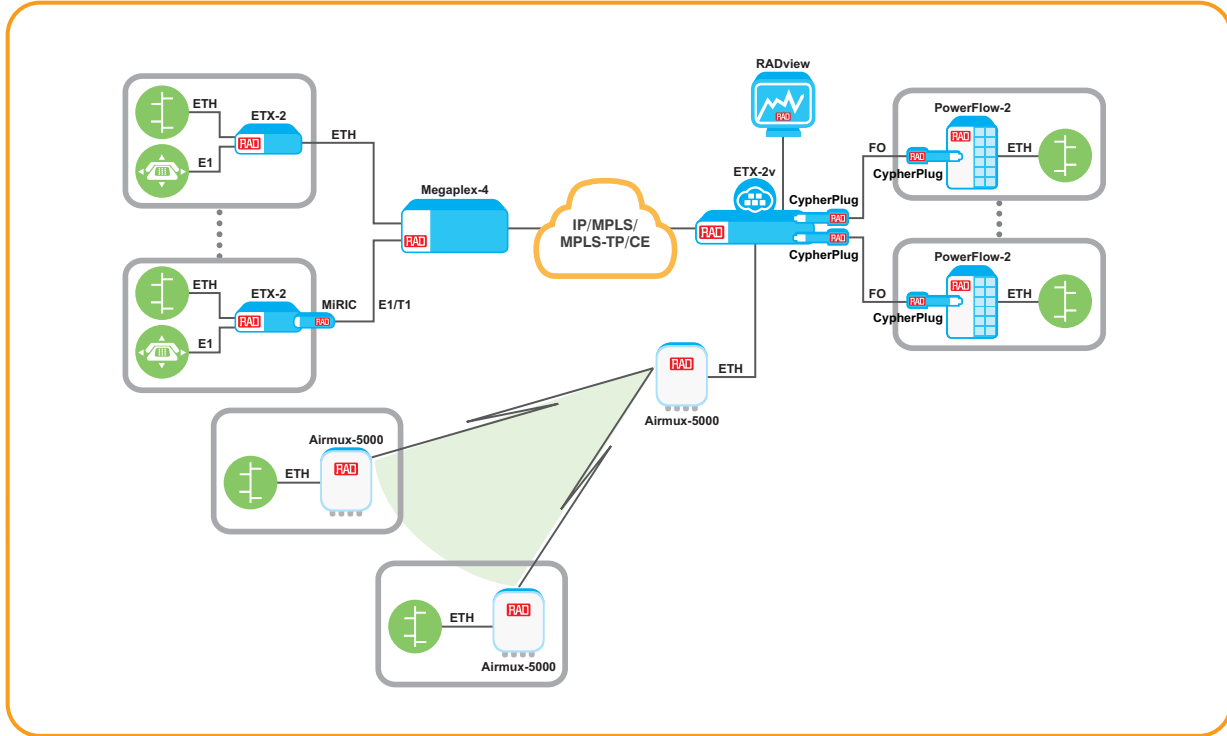 RADview
RAD
ETH
ETX-2
RAD
E1
ETH
Megaplex-4
RAD
IP/MPLS/
MPLS-TP/CE
ETX-2v
RAD
CypherPlug
RAD
RAD
CypherPlug
FO
RAD
CypherPlug
PowerFlow-2
RAD
ETH
ETH
ETX-2
RAD
MiRIC
RAD
E1
E1/T1
FO
RAD
CypherPlug
PowerFlow-2
RAD
ETH
RAD
ETH
Airmux-5000
Airmux-5000
ETH
RAD
ETH
RAD
Airmux-5000